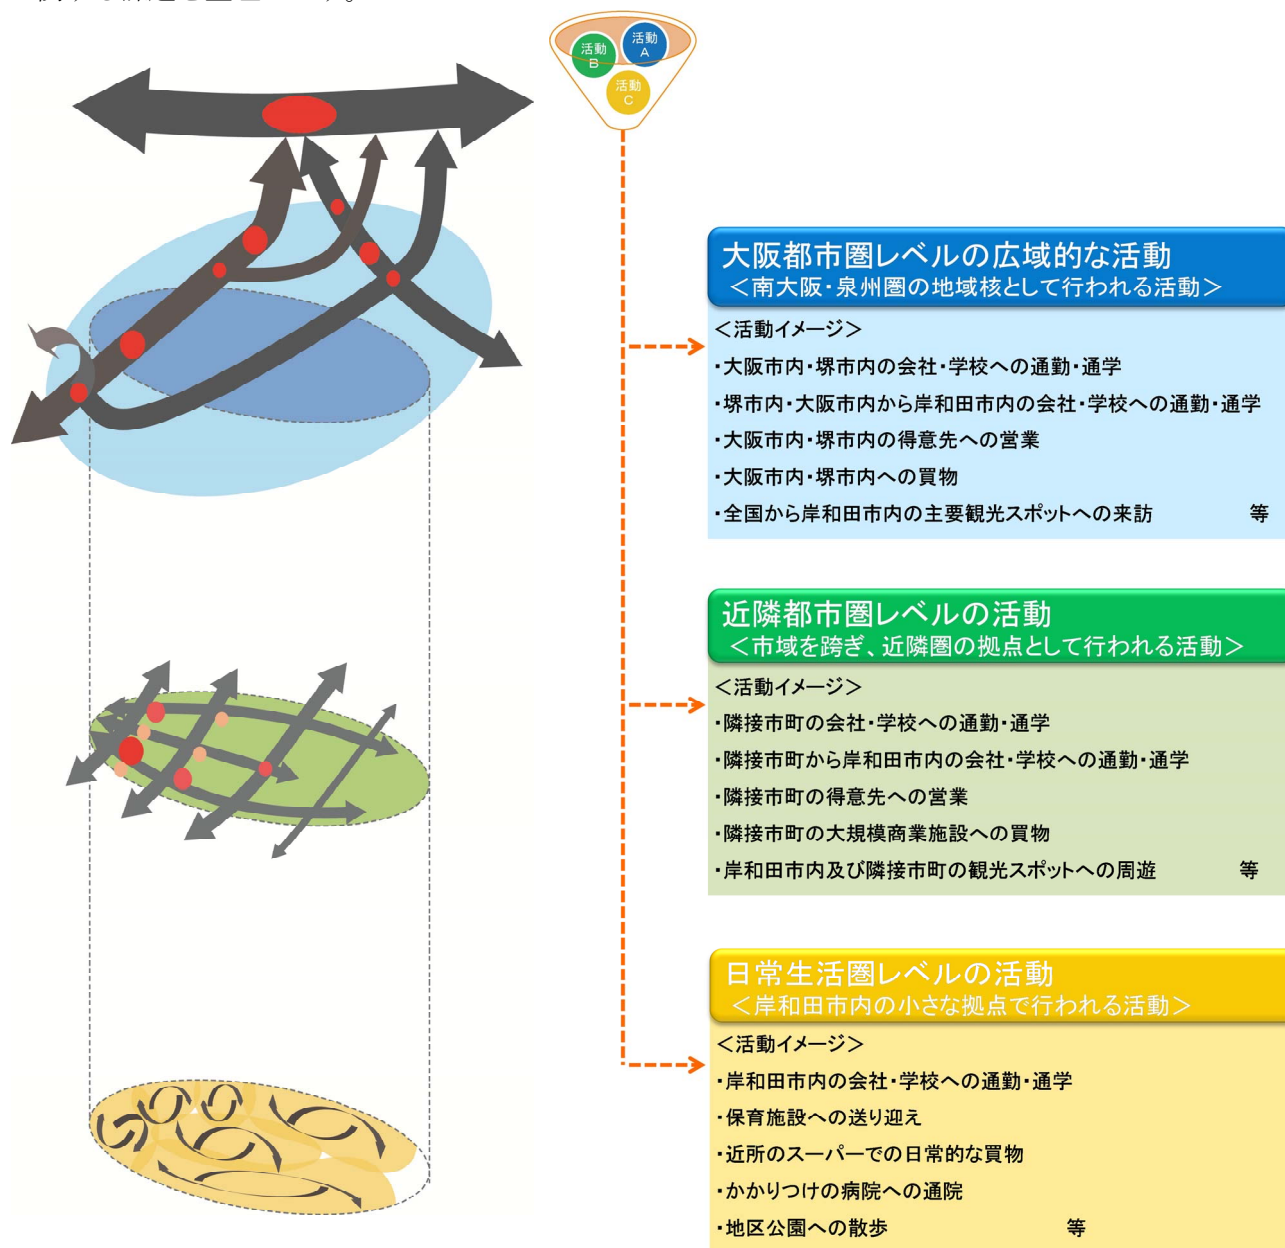 活動
A
活動
B
活動
C
大阪都市圏レベルの広域的な活動
＜南大阪・泉州圏の地域核として行われる活動＞
＜活動イメージ＞
・大阪市内・堺市内の会社・学校への通勤・通学
・堺市内・大阪市内から岸和田市内の会社・学校への通勤・通学
・大阪市内・堺市内の得意先への営業
・大阪市内・堺市内への買物
・全国から岸和田市内の主要観光スポットへの来訪 等
近隣都市圏レベルの活動
＜市域を跨ぎ、近隣圏の拠点として行われる活動＞
＜活動イメージ＞
・隣接市町の会社・学校への通勤・通学
・隣接市町から岸和田市内の会社・学校への通勤・通学
・隣接市町の得意先への営業
・隣接市町の大規模商業施設への買物
・岸和田市内及び隣接市町の観光スポットへの周遊 等
日常生活圏レベルの活動
＜岸和田市内の小さな拠点で行われる活動＞
＜活動イメージ＞
・岸和田市内の会社・学校への通勤・通学
・保育施設への送り迎え
・近所のスーパーでの日常的な買物
・かかりつけの病院への通院
・地区公園への散歩 等